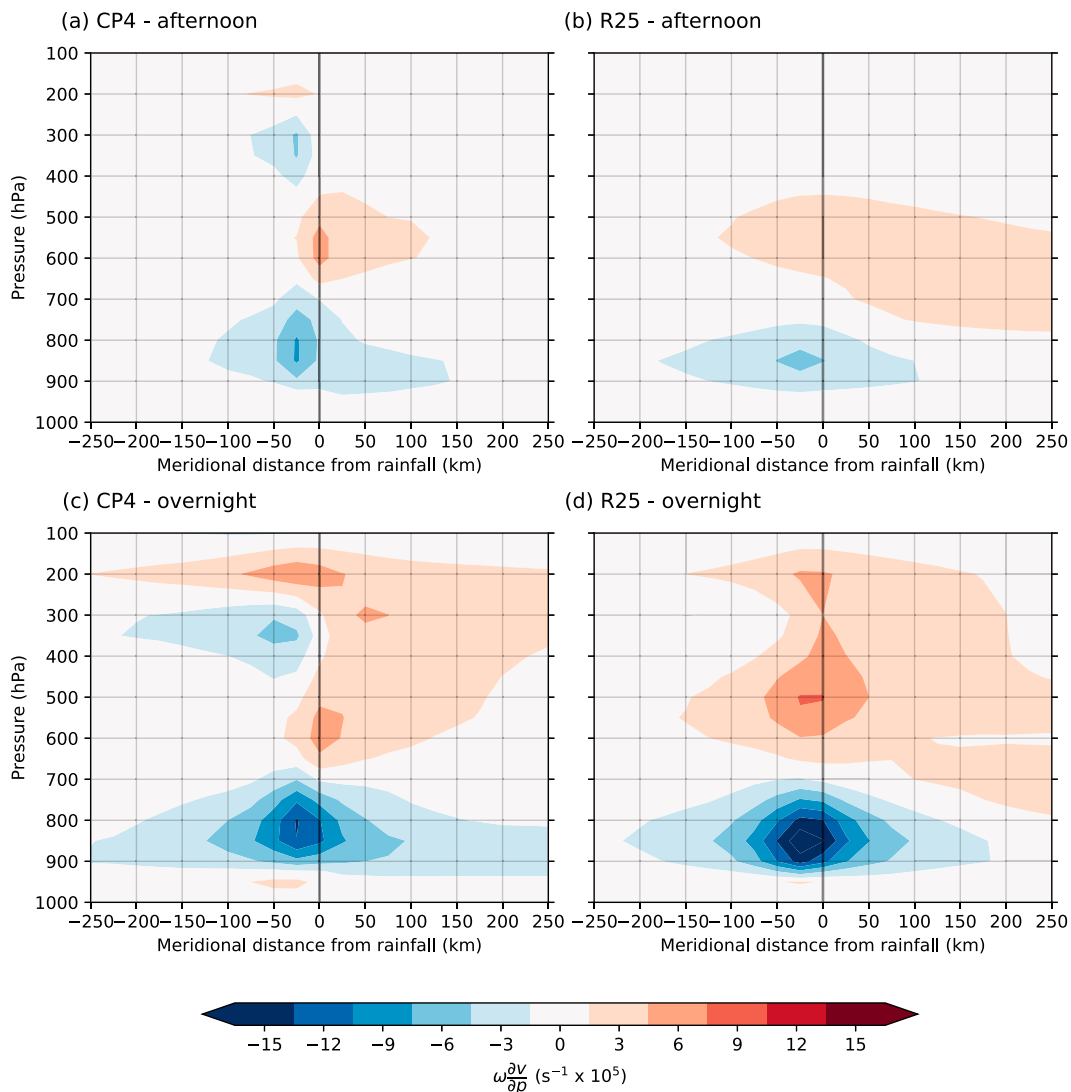 (a) CP4 - afternoon
(b) R25 - afternoon
100
200
300
400
500
600
700
800
900
1000
Pressure (hPa)
−250 −200 −150 −100 −50 0 50 100 150 200 250
−250 −200 −150 −100 −50 0 50 100 150 200 250
Meridional distance from rainfall (km)
Meridional distance from rainfall (km)
(c) CP4 - overnight
(d) R25 - overnight
100
200
300
400
500
600
700
800
900
1000
Pressure (hPa)
−250 −200 −150 −100 −50 0 50 100 150 200 250
−250 −200 −150 −100 −50 0 50 100 150 200 250
Meridional distance from rainfall (km)
Meridional distance from rainfall (km)
−15 −12 −9 −6 −3 0 3 6 9 12 15
ω∂v/∂p (s⁻¹ x 10⁵)